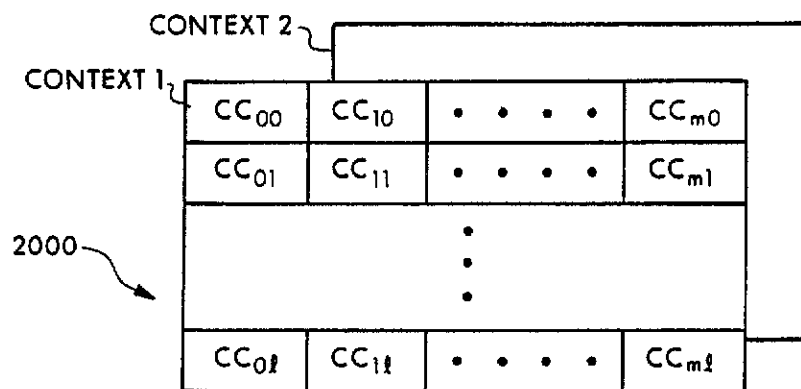 CONTEXT 2
CONTEXT 1
CC₀₀ CC₁₀ • • • • CCₘ₀
CC₀₁ CC₁₁ • • • • CCₘ₁
2000
CC₀ℓ CC₁ℓ • • • • CCₘℓ